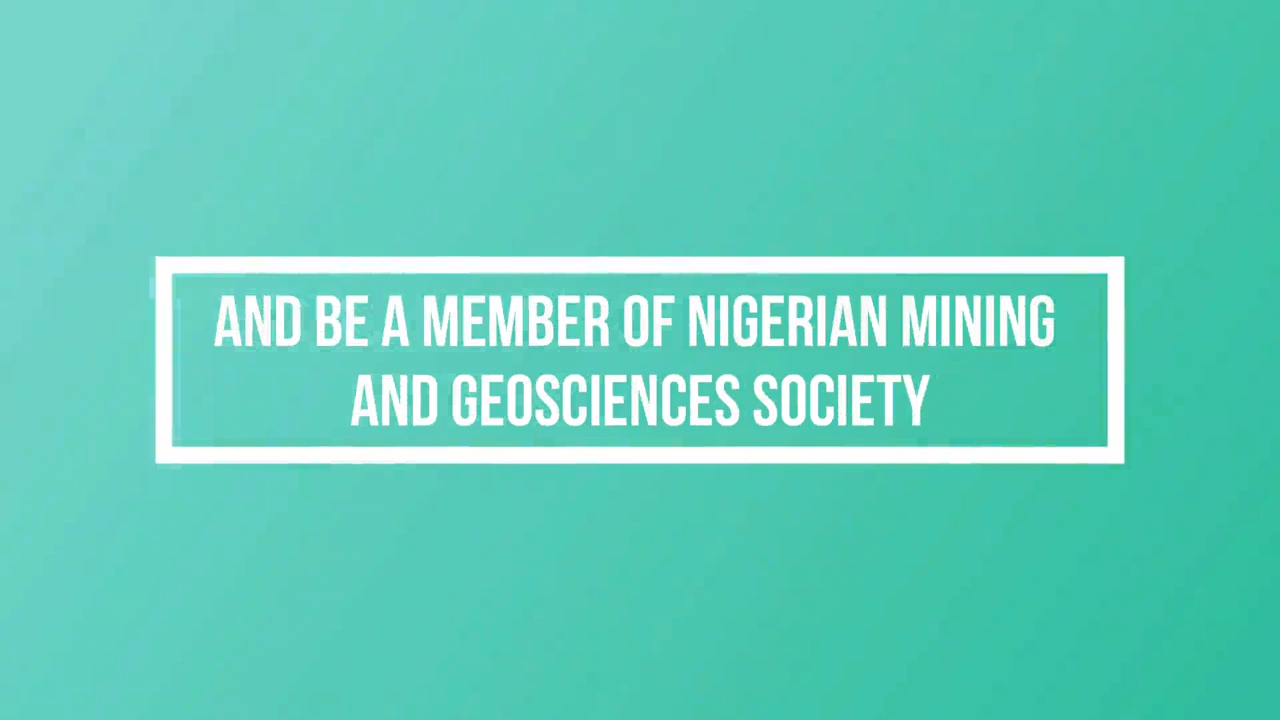 AND BE A MEMBER OF NIGERIAN MINING
AND GEOSCIENCES SOCIETY